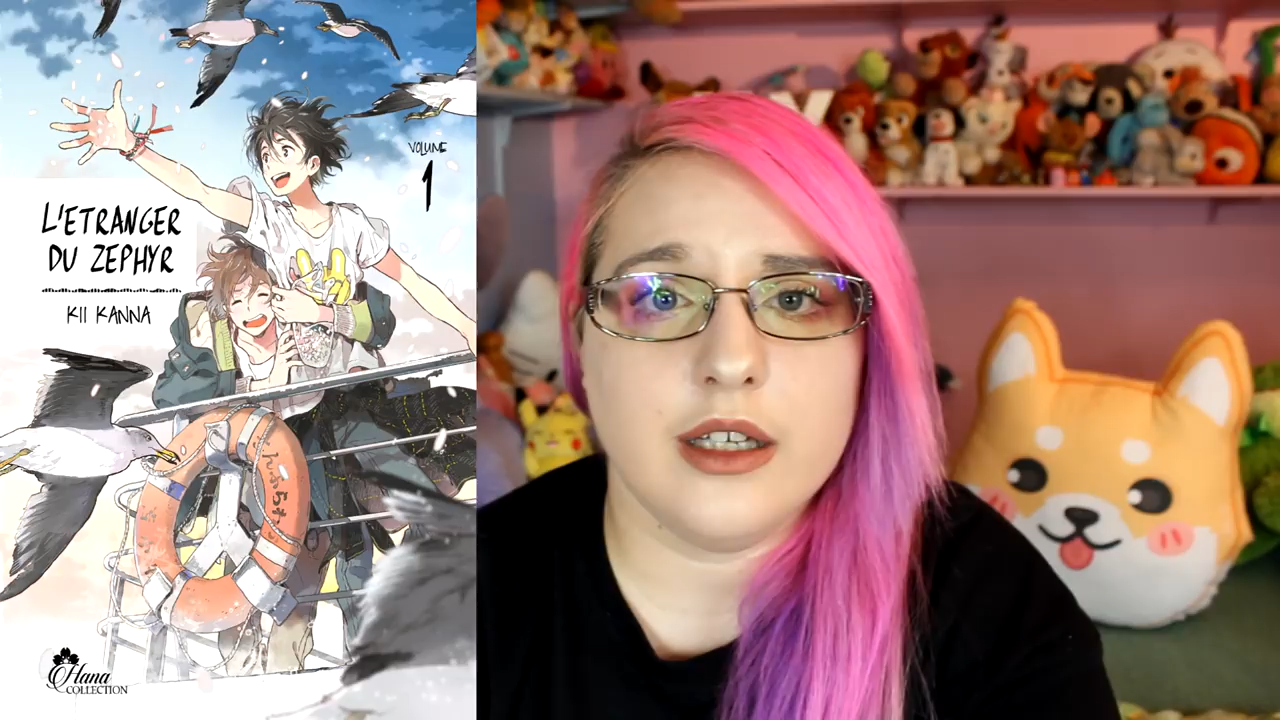 VOLUME
1
L'ETRANGER
DU ZEPHYR
KII KANNA
Hana
COLLECTION